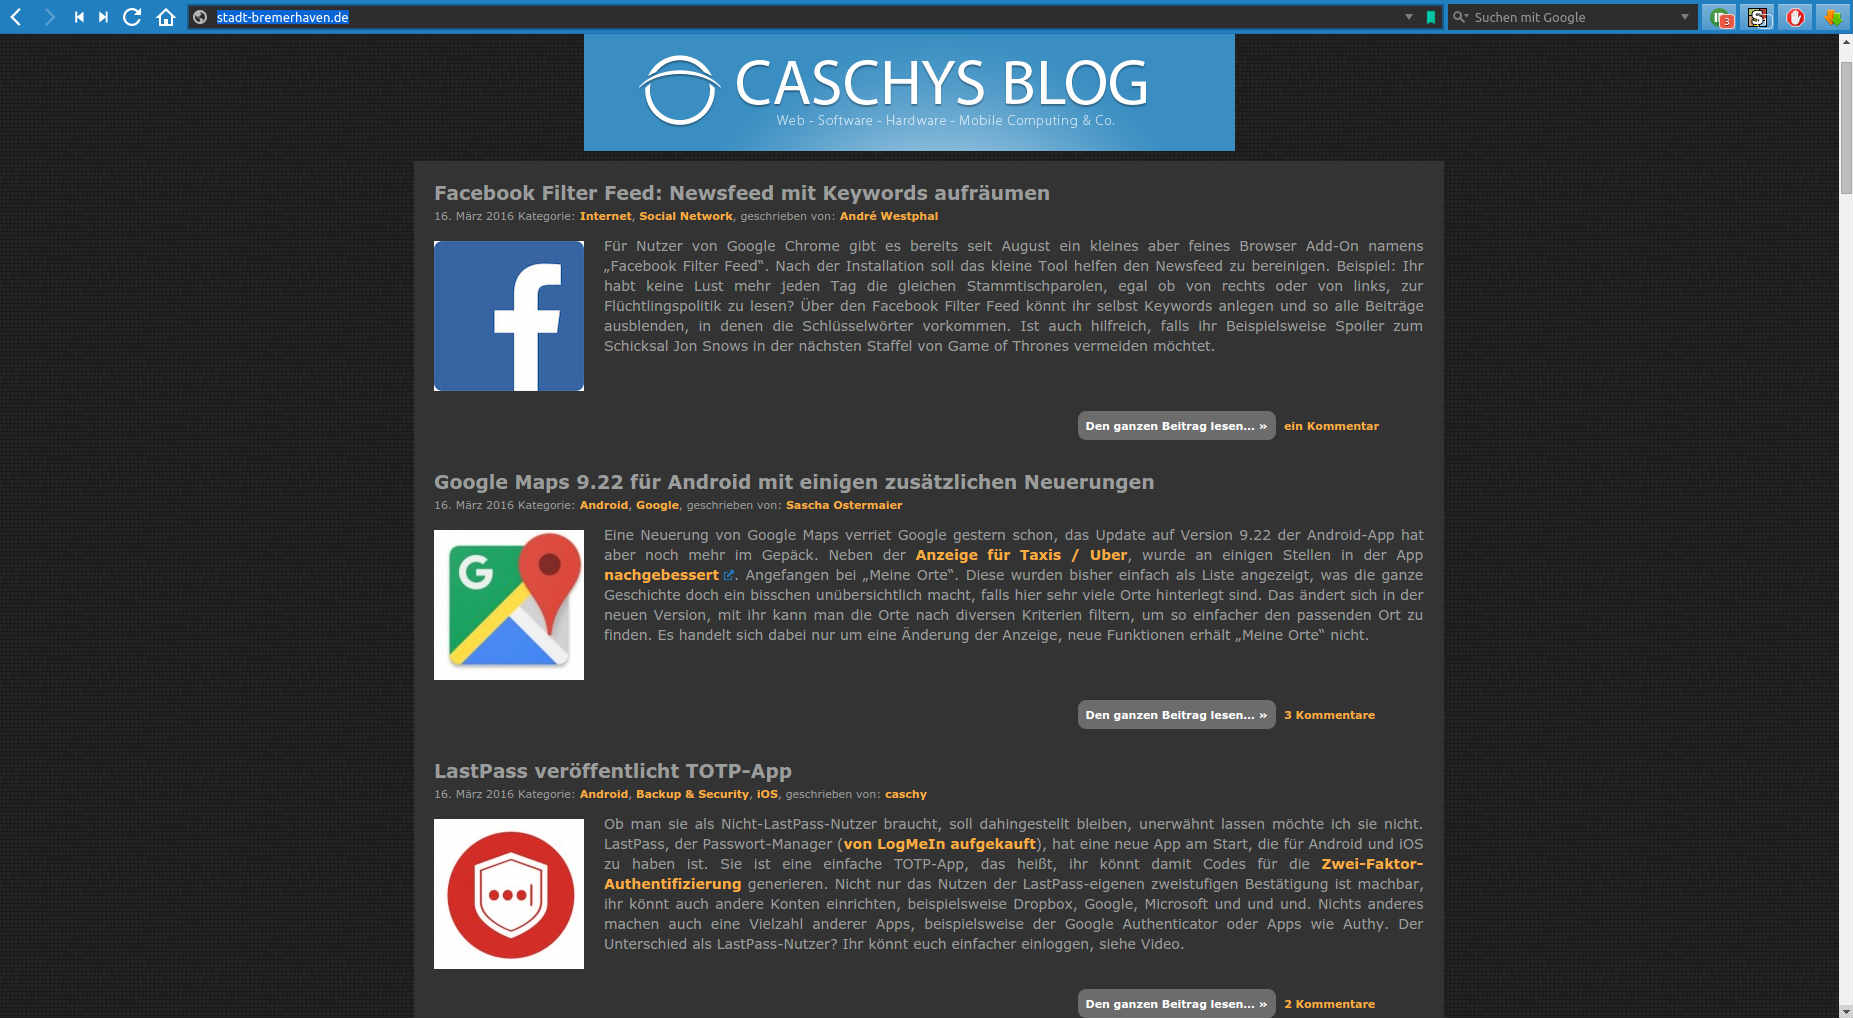 stadt-bremerhaven.de
Suchen mit Google
3
CASCHYS BLOG
Web - Software - Hardware - Mobile Computing & Co.
Facebook Filter Feed: Newsfeed mit Keywords aufräumen
16. März 2016 Kategorie: Internet, Social Network, geschrieben von: André Westphal
Für Nutzer von Google Chrome gibt es bereits seit August ein kleines aber feines Browser Add-On namens
„Facebook Filter Feed“. Nach der Installation soll das kleine Tool helfen den Newsfeed zu bereinigen. Beispiel: Ihr
habt keine Lust mehr jeden Tag die gleichen Stammtischparolen, egal ob von rechts oder von links, zur
Flüchtlingspolitik zu lesen? Über den Facebook Filter Feed könnt ihr selbst Keywords anlegen und so alle Beiträge
ausblenden, in denen die Schlüsselwörter vorkommen. Ist auch hilfreich, falls ihr Beispielsweise Spoiler zum
Schicksal Jon Snows in der nächsten Staffel von Game of Thrones vermeiden möchtet.
Den ganzen Beitrag lesen... » ein Kommentar
Google Maps 9.22 für Android mit einigen zusätzlichen Neuerungen
16. März 2016 Kategorie: Android, Google, geschrieben von: Sascha Ostermaier
G
Eine Neuerung von Google Maps verriet Google gestern schon, das Update auf Version 9.22 der Android-App hat
aber noch mehr im Gepäck. Neben der Anzeige für Taxis / Uber, wurde an einigen Stellen in der App
nachgebessert. Angefangen bei „Meine Orte“. Diese wurden bisher einfach als Liste angezeigt, was die ganze
Geschichte doch ein bisschen unübersichtlich macht, falls hier sehr viele Orte hinterlegt sind. Das ändert sich in der
neuen Version, mit ihr kann man die Orte nach diversen Kriterien filtern, um so einfacher den passenden Ort zu
finden. Es handelt sich dabei nur um eine Änderung der Anzeige, neue Funktionen erhält „Meine Orte“ nicht.
Den ganzen Beitrag lesen... » 3 Kommentare
LastPass veröffentlicht TOTP-App
16. März 2016 Kategorie: Android, Backup & Security, iOS, geschrieben von: caschy
Ob man sie als Nicht-LastPass-Nutzer braucht, soll dahingestellt bleiben, unerwähnt lassen möchte ich sie nicht.
LastPass, der Passwort-Manager (von LogMeIn aufgekauft), hat eine neue App am Start, die für Android und iOS
zu haben ist. Sie ist eine einfache TOTP-App, das heißt, ihr könnt damit Codes für die Zwei-Faktor-
Authentifizierung generieren. Nicht nur das Nutzen der LastPass-eigenen zweistufigen Bestätigung ist machbar,
ihr könnt auch andere Konten einrichten, beispielsweise Dropbox, Google, Microsoft und und und. Nichts anderes
machen auch eine Vielzahl anderer Apps, beispielsweise der Google Authenticator oder Apps wie Authy. Der
Unterschied als LastPass-Nutzer? Ihr könnt euch einfacher einloggen, siehe Video.
Den ganzen Beitrag lesen... » 2 Kommentare